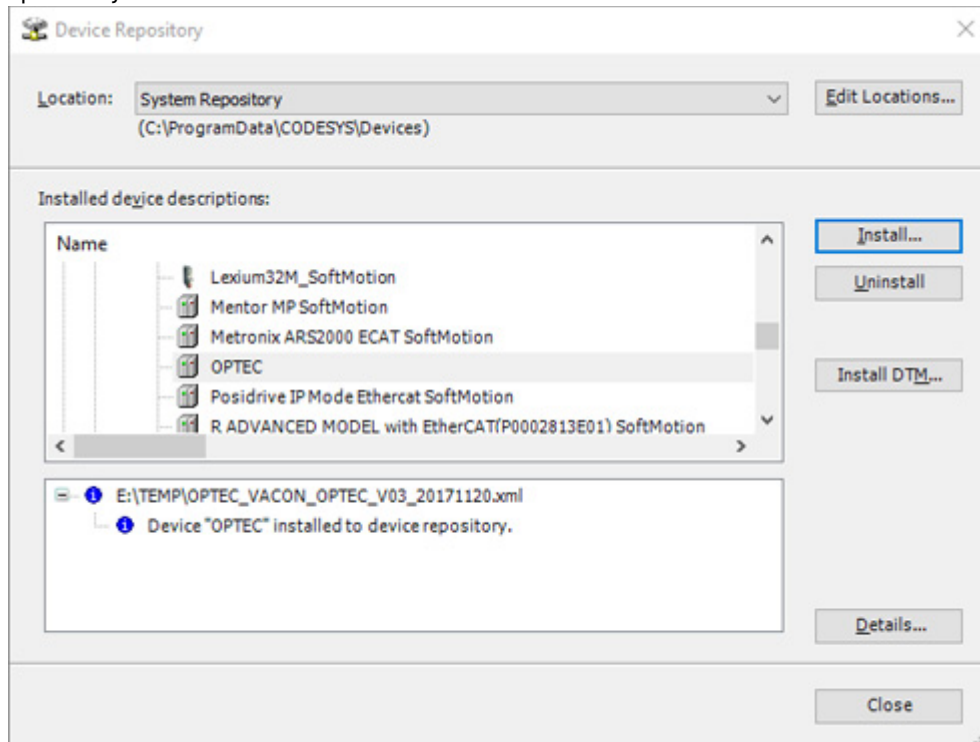 Device Repository
Location: System Repository Edit Locations...
(C:\ProgramData\CODESYS\Devices)
Installed device descriptions:
Name
Install...
Lexium32M_SoftMotion
Uninstall
Mentor MP SoftMotion
Metronix ARS2000 ECAT SoftMotion
OPTEC
Install DTM...
Posidrive IP Mode Ethercat SoftMotion
R ADVANCED MODEL with EtherCAT(P0002813E01) SoftMotion
E:\TEMP\OPTEC_VACON_OPTEC_V03_20171120.xml
Device "OPTEC" installed to device repository.
Details...
Close